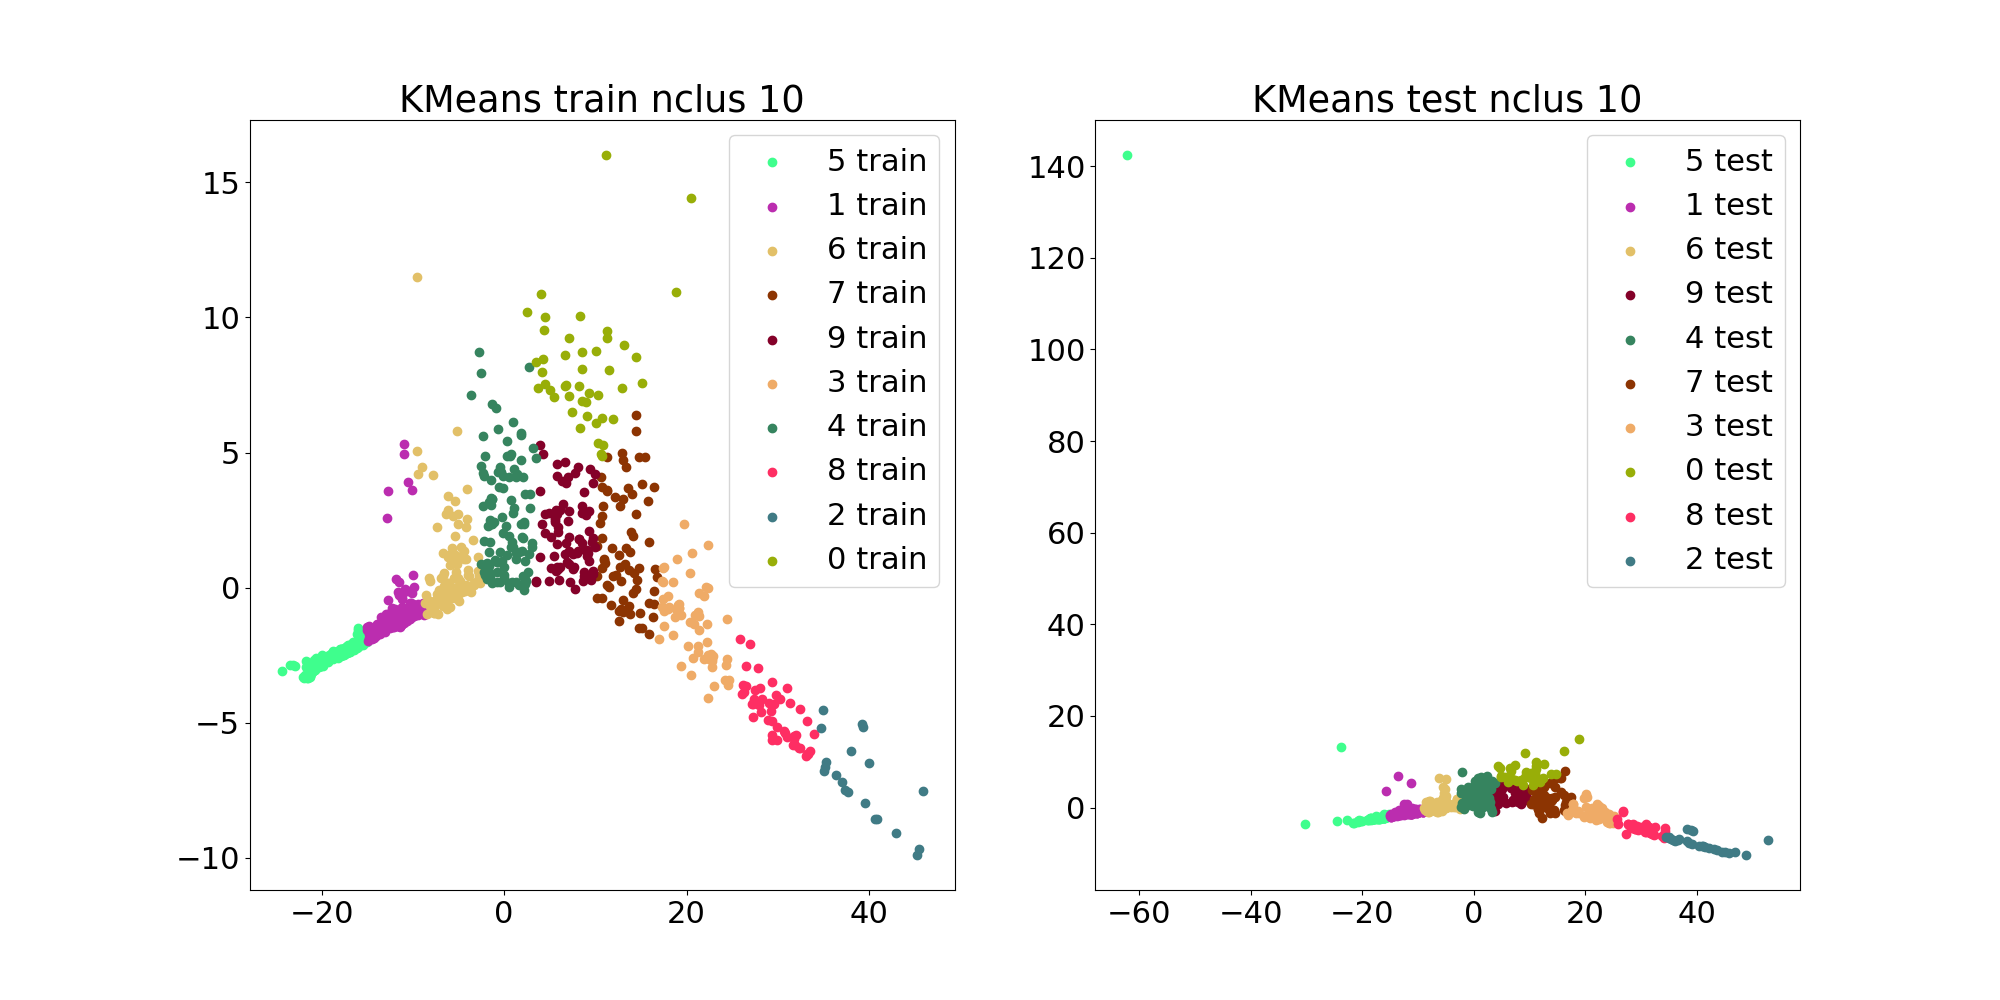 KMeans train nclus 10
15
10
5
0
−5
−10
−20
0
20
40
5 train
1 train
6 train
7 train
9 train
3 train
4 train
8 train
2 train
0 train
KMeans test nclus 10
140
120
100
80
60
40
20
0
−60
−40
−20
0
20
40
5 test
1 test
6 test
9 test
4 test
7 test
3 test
0 test
8 test
2 test